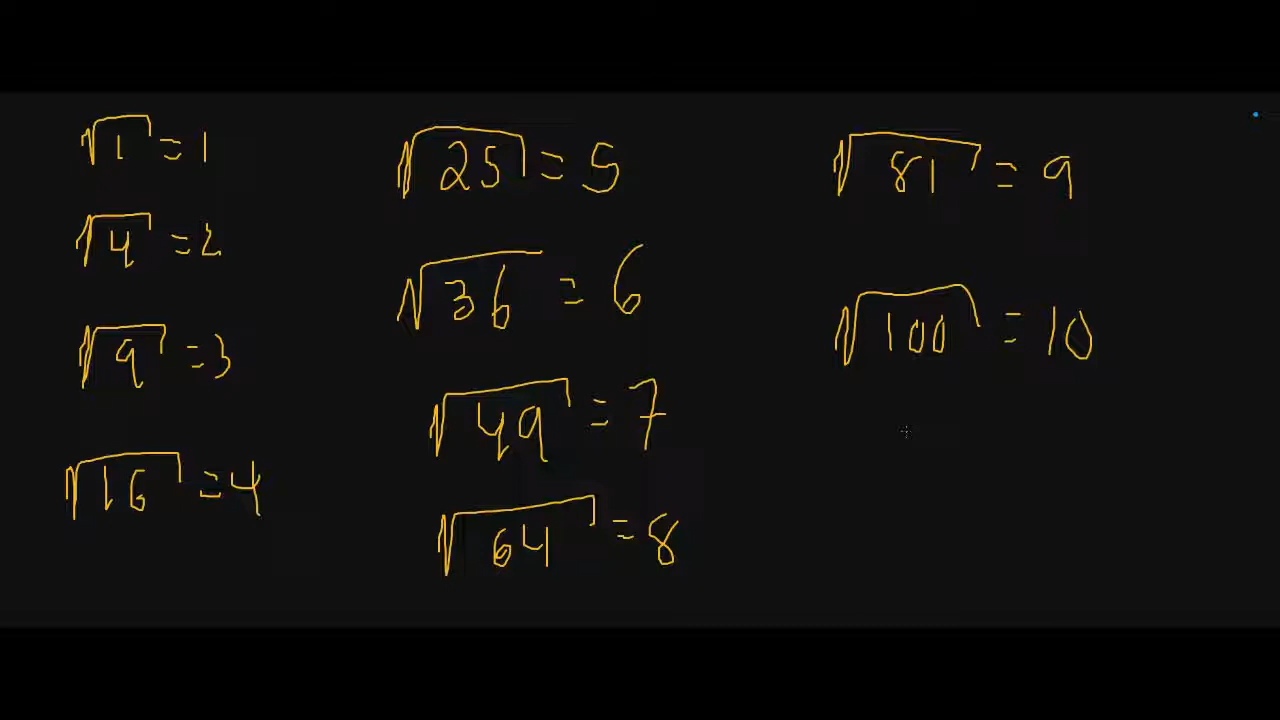 √1 = 1
√4 = 2
√9 = 3
√16 = 4
√25 = 5
√36 = 6
√49 = 7
√64 = 8
√81 = 9
√100 = 10